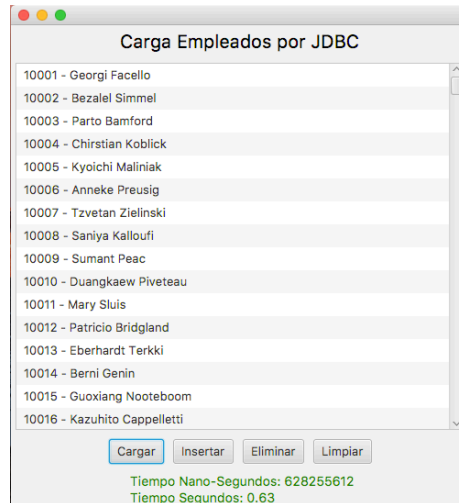 Carga Empleados por JDBC
10001 - Georgi Facello
10002 - Bezalel Simmel
10003 - Parto Bamford
10004 - Chirstian Koblick
10005 - Kyoichi Maliniak
10006 - Anneke Preusig
10007 - Tzvetan Zielinski
10008 - Saniya Kalloufi
10009 - Sumant Peac
10010 - Duangkaew Piveteau
10011 - Mary Sluis
10012 - Patricio Bridgland
10013 - Eberhardt Terkki
10014 - Berni Genin
10015 - Guoxiang Nooteboom
10016 - Kazuhito Cappelletti
Cargar Insertar Eliminar Limpiar
Tiempo Nano-Segundos: 628255612
Tiempo Segundos: 0.63